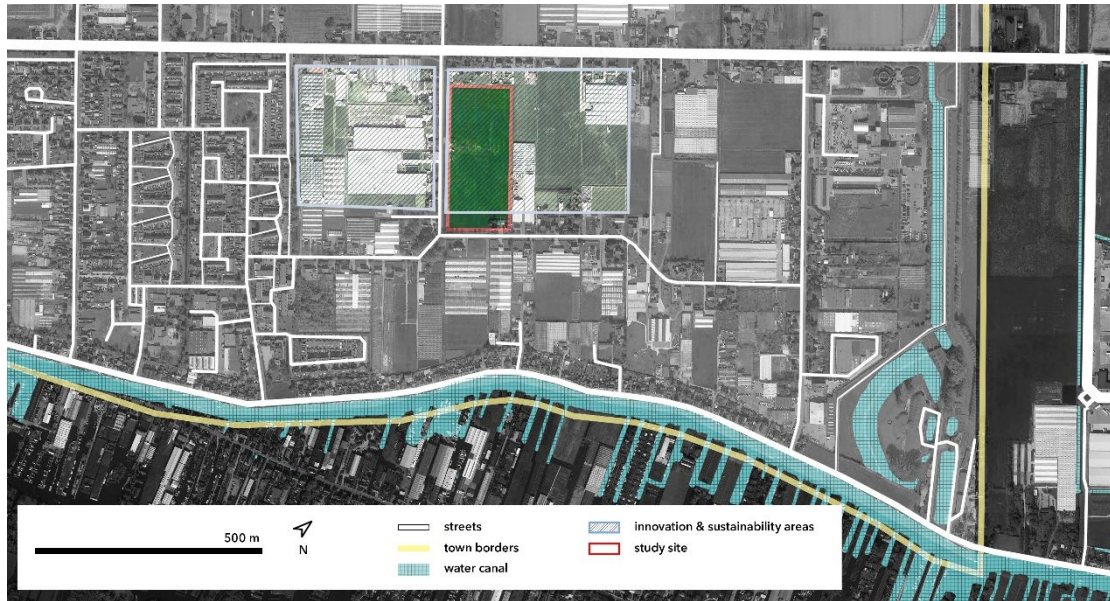 500 m
N
streets
town borders
water canal
innovation & sustainability areas
study site